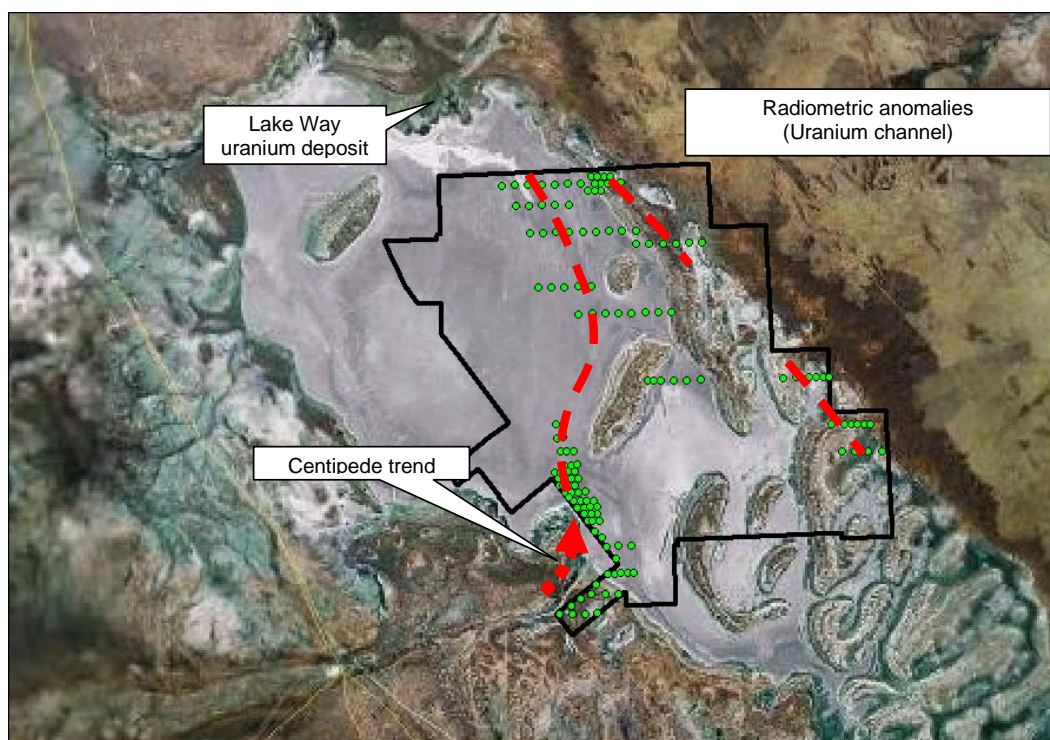 Lake Way
uranium deposit
Radiometric anomalies
(Uranium channel)
Centipede trend